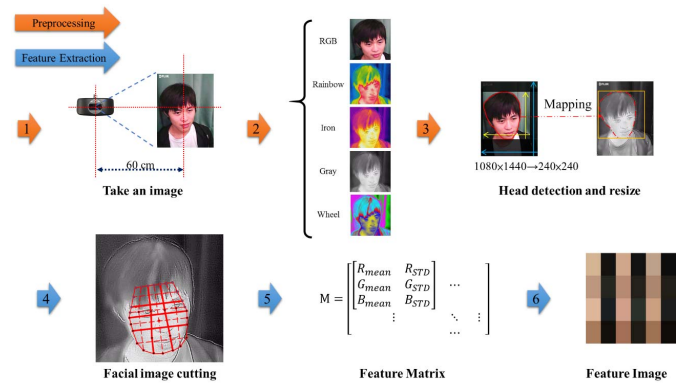 Preprocessing
Feature Extraction
1
60 cm
Take an image
2
RGB
Rainbow
Iron
Gray
Wheel
3
Mapping
1080×1440→240×240
Head detection and resize
4
Facial image cutting
5
M =
R_mean R_STD
G_mean G_STD ...
B_mean B_STD
⋮ ⋱ ⋮
...
Feature Matrix
6
Feature Image